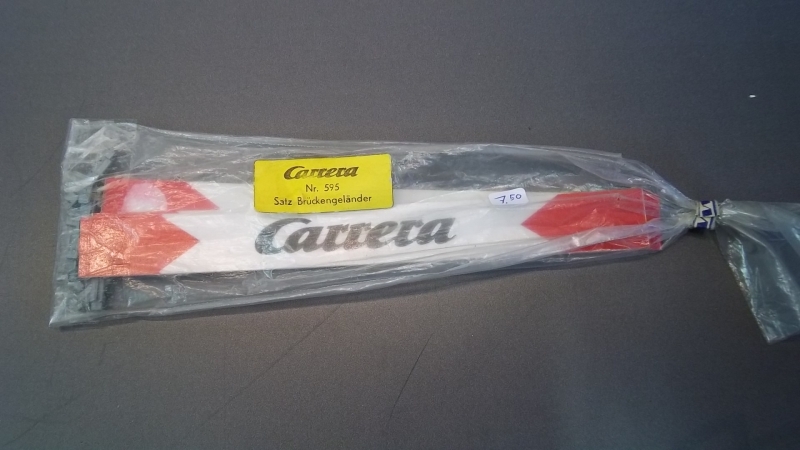 Carrera
Nr. 595
Satz Brückengeländer
7,50
Carrera